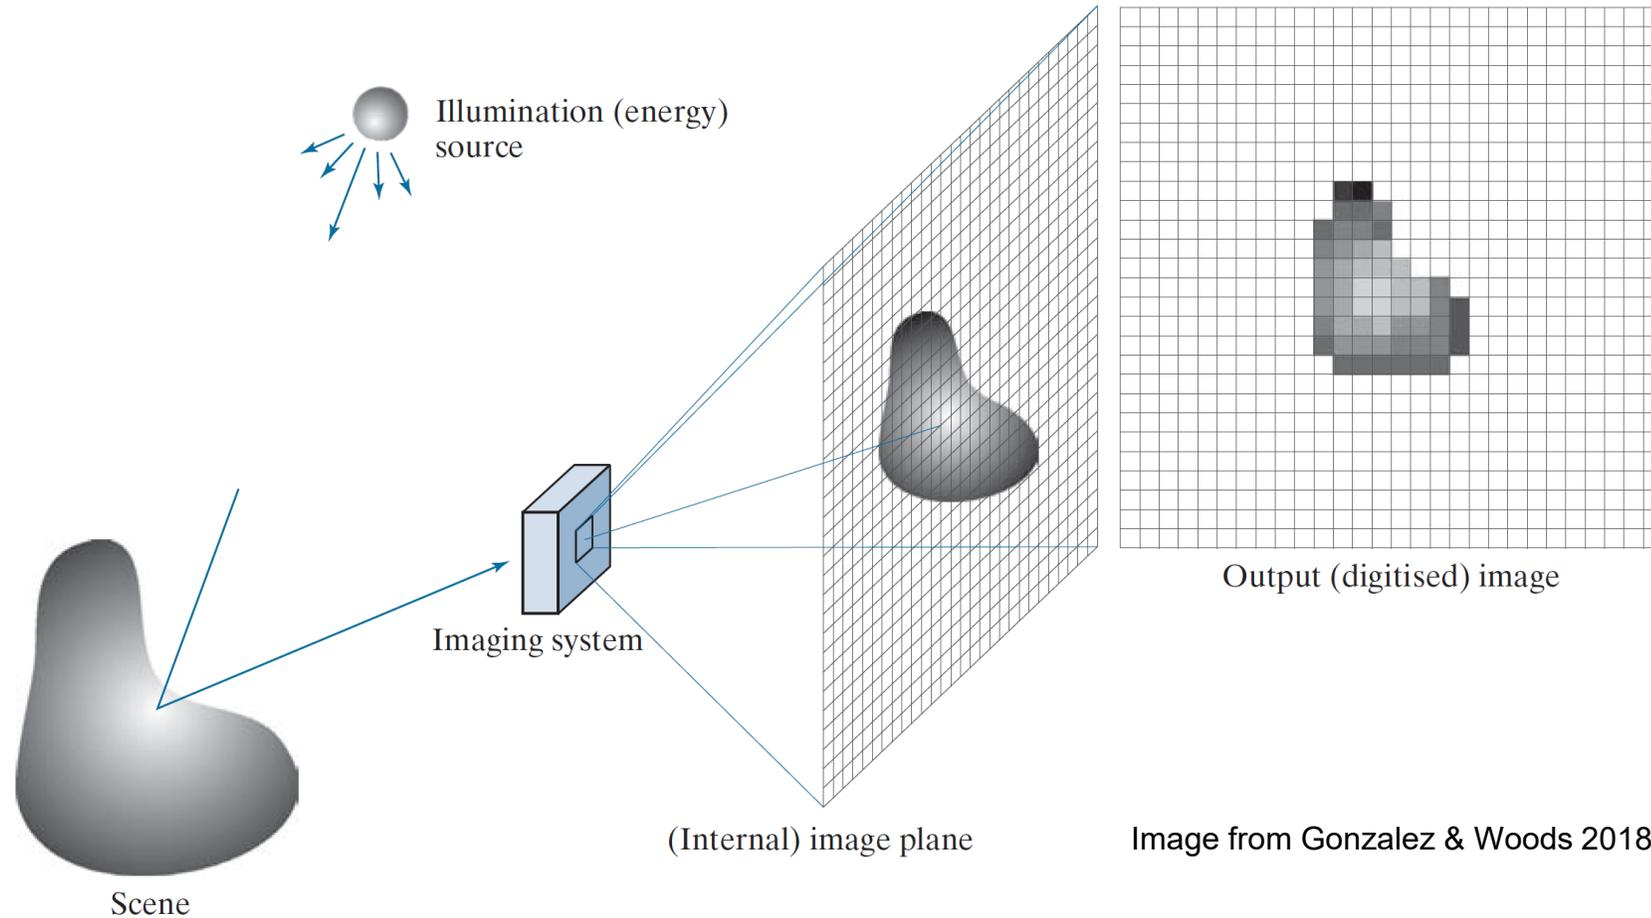 Illumination (energy)
source
Output (digitised) image
Imaging system
(Internal) image plane
Image from Gonzalez & Woods 2018
Scene